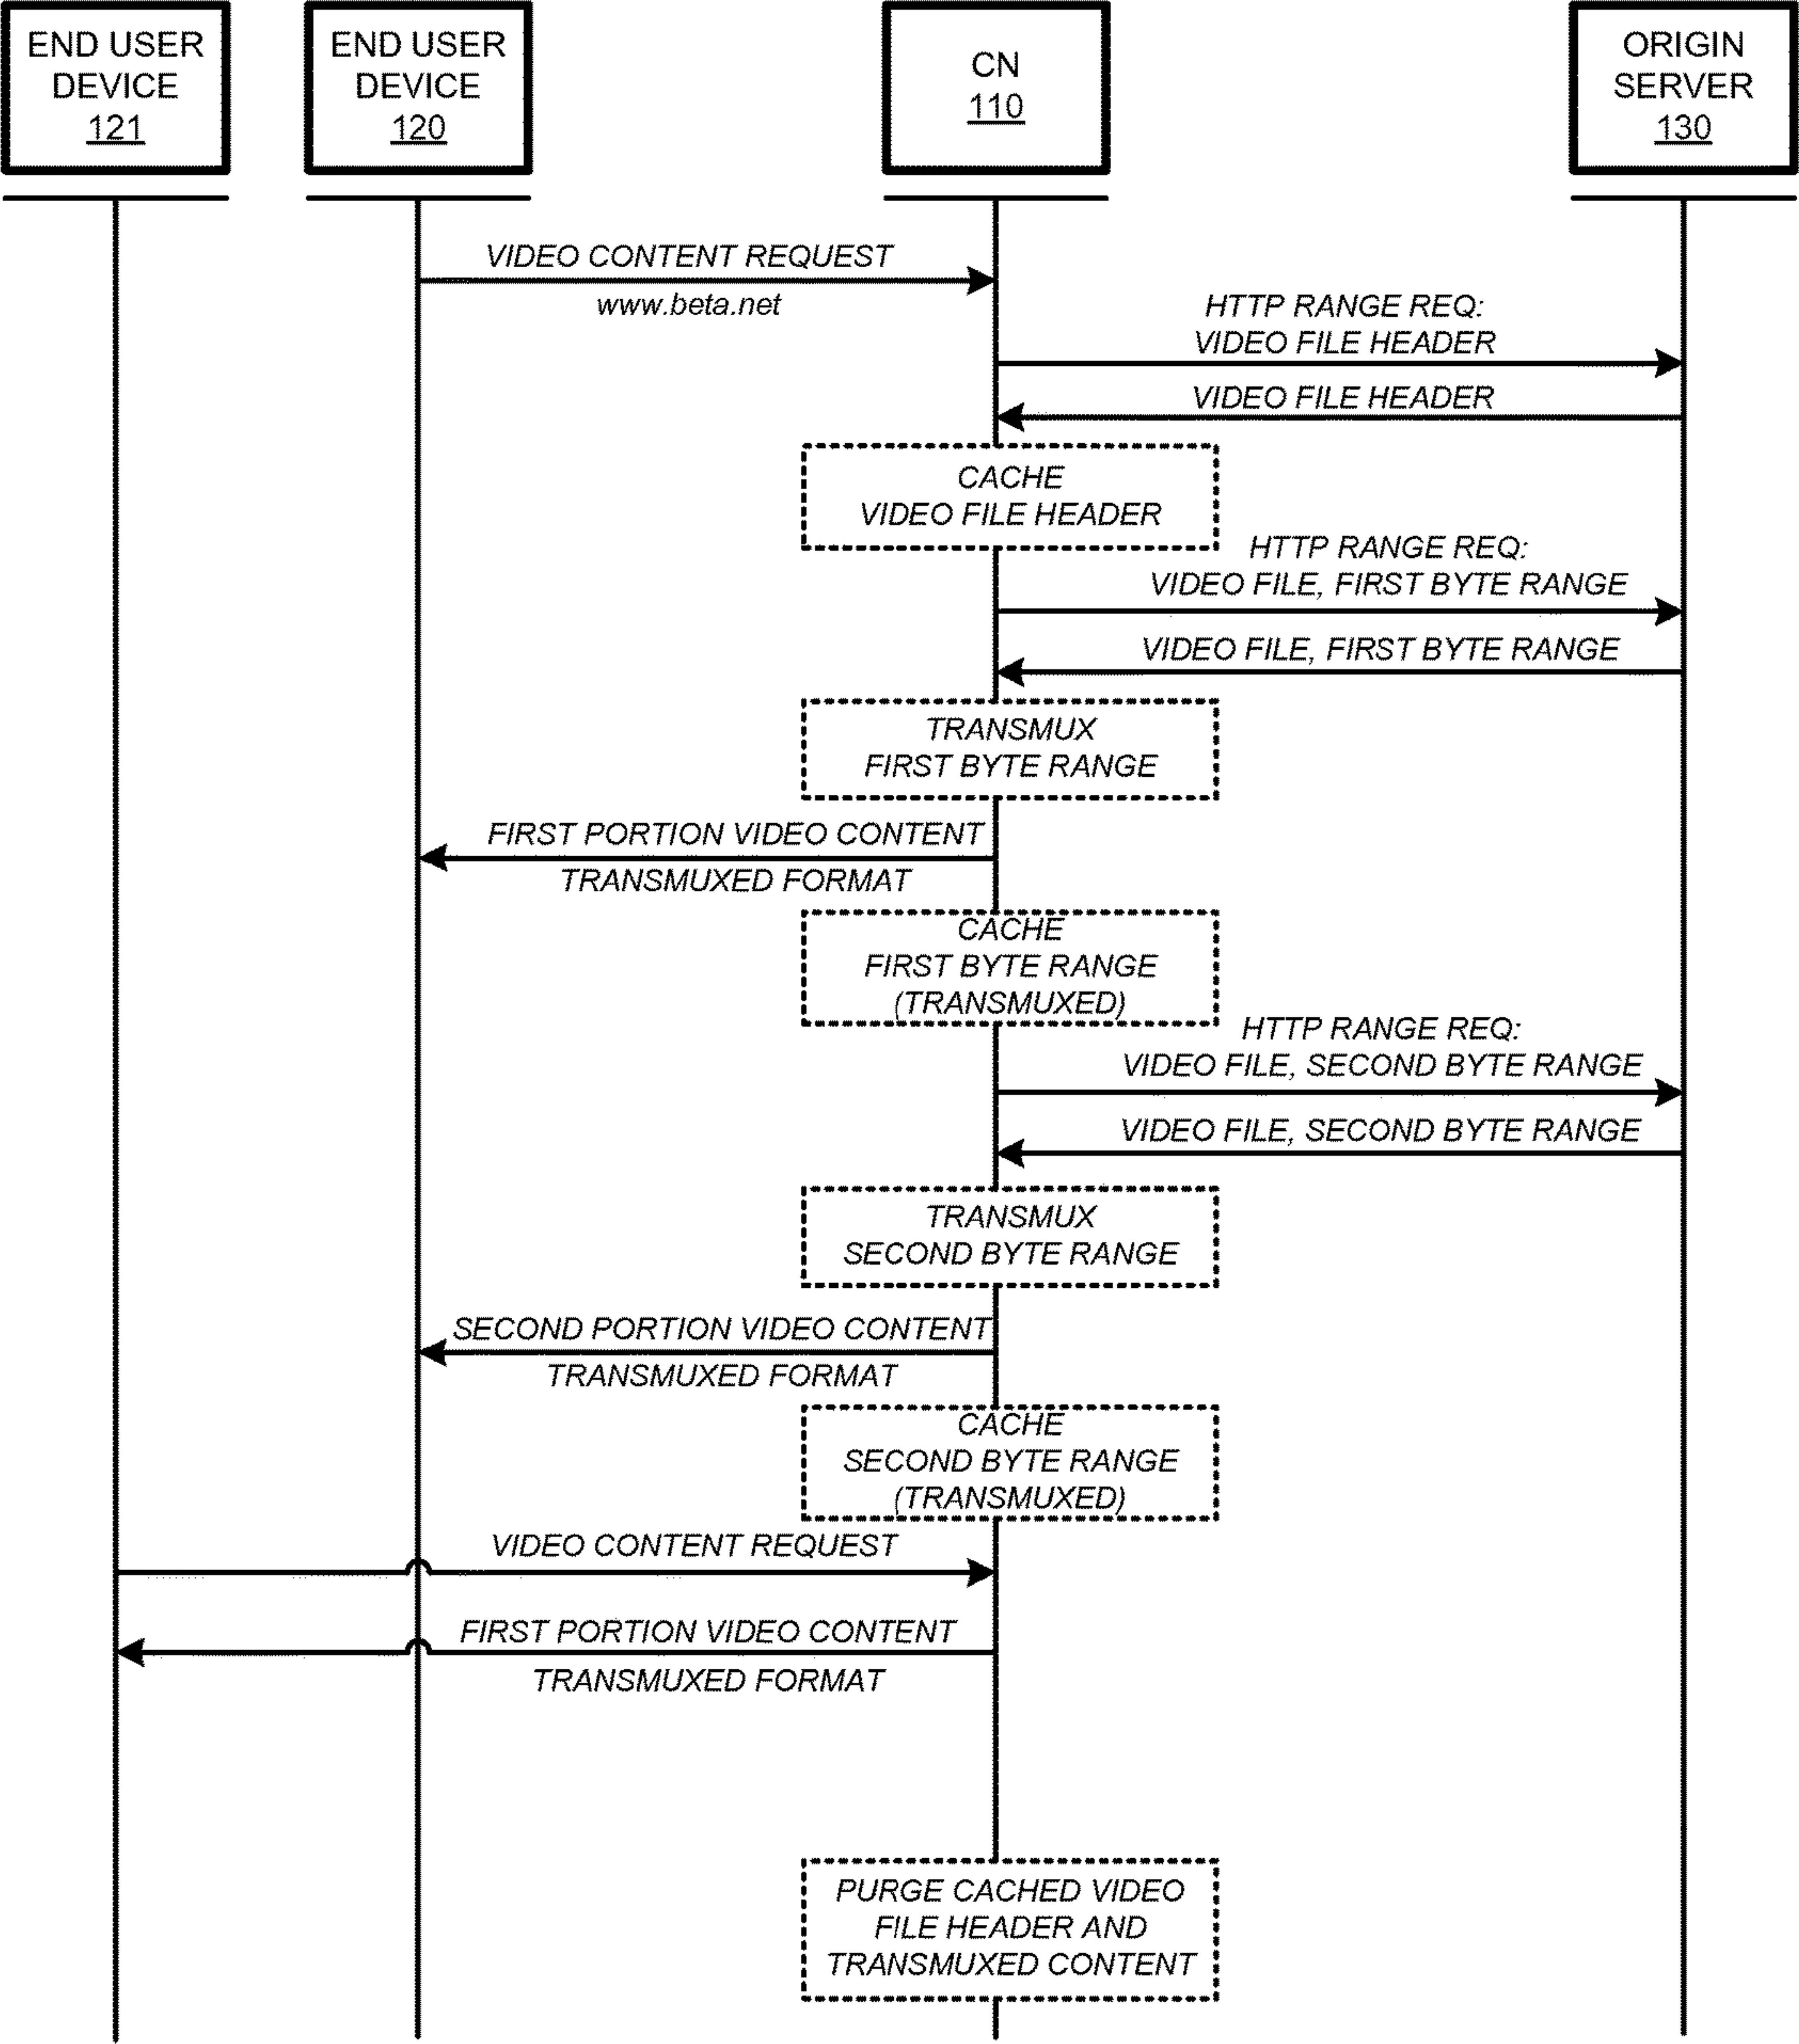 END USER
DEVICE
121
END USER
DEVICE
120
CN
110
ORIGIN
SERVER
130
VIDEO CONTENT REQUEST
www.beta.net
HTTP RANGE REQ:
VIDEO FILE HEADER
VIDEO FILE HEADER
CACHE
VIDEO FILE HEADER
HTTP RANGE REQ:
VIDEO FILE, FIRST BYTE RANGE
VIDEO FILE, FIRST BYTE RANGE
TRANSMUX
FIRST BYTE RANGE
FIRST PORTION VIDEO CONTENT
TRANSMUXED FORMAT
CACHE
FIRST BYTE RANGE
(TRANSMUXED)
HTTP RANGE REQ:
VIDEO FILE, SECOND BYTE RANGE
VIDEO FILE, SECOND BYTE RANGE
TRANSMUX
SECOND BYTE RANGE
SECOND PORTION VIDEO CONTENT
TRANSMUXED FORMAT
CACHE
SECOND BYTE RANGE
(TRANSMUXED)
VIDEO CONTENT REQUEST
FIRST PORTION VIDEO CONTENT
TRANSMUXED FORMAT
PURGE CACHED VIDEO
FILE HEADER AND
TRANSMUXED CONTENT